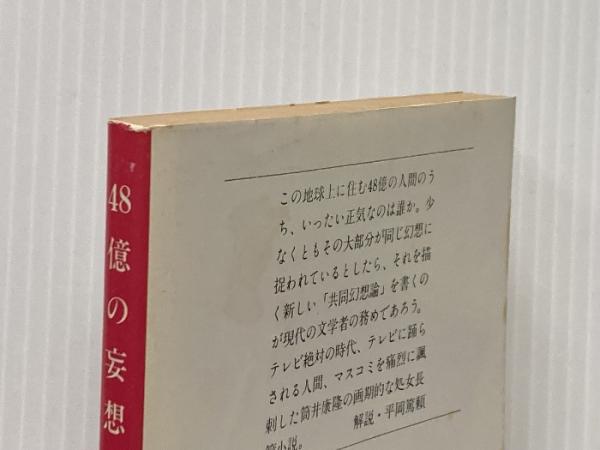 48億の妄想
この地球上に住む48億の人間のう
ち、いったい正気なのは誰か。少
なくともその大部分が同じ幻想に
捉われているとしたら、それを描
く新しい「共同幻想論」を書くの
が現代の文学者の務めであろう。
テレビ絶対の時代、テレビに踊ら
される人間、マスコミを痛烈に諷
刺した筒井康隆の画期的な処女長
篇小説。
解説・平岡篤頼